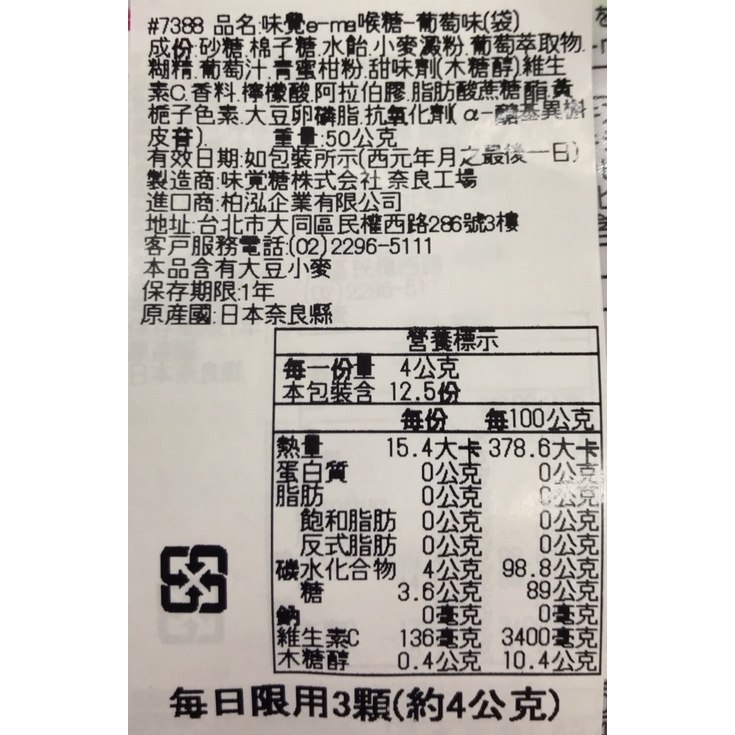 #7388 品名:味覺e-ma喉糖-葡萄味(袋)
成份:砂糖.棉子糖.水飴.小麥澱粉.葡萄萃取物.
糊精.葡萄汁.青蜜柑粉.甜味劑(木糖醇).維生
素C.香料.檸檬酸.阿拉伯膠.脂肪酸蔗糖酯.黃
梔子色素.大豆卵磷脂.抗氧化劑(α-醣基異槲
皮苷). 重量:50公克
有效日期:如包裝所示(西元年月之最後一日)
製造商:味覚糖株式会社 奈良工場
進口商:柏泓企業有限公司
地址:台北市大同區民權西路286號3樓
客戶服務電話:(02)2296-5111
本品含有大豆小麥
保存期限:1年
原產國:日本奈良縣
營養標示
每一份量 4公克
本包裝含 12.5份
每份 每100公克
熱量 15.4大卡 378.6大卡
蛋白質 0公克 0公克
脂肪 0公克 0公克
飽和脂肪 0公克 0公克
反式脂肪 0公克 0公克
碳水化合物 4公克 98.8公克
糖 3.6公克 89公克
鈉 0毫克 0毫克
維生素C 136毫克 3400毫克
木糖醇 0.4公克 10.4公克
每日限用3顆(約4公克)